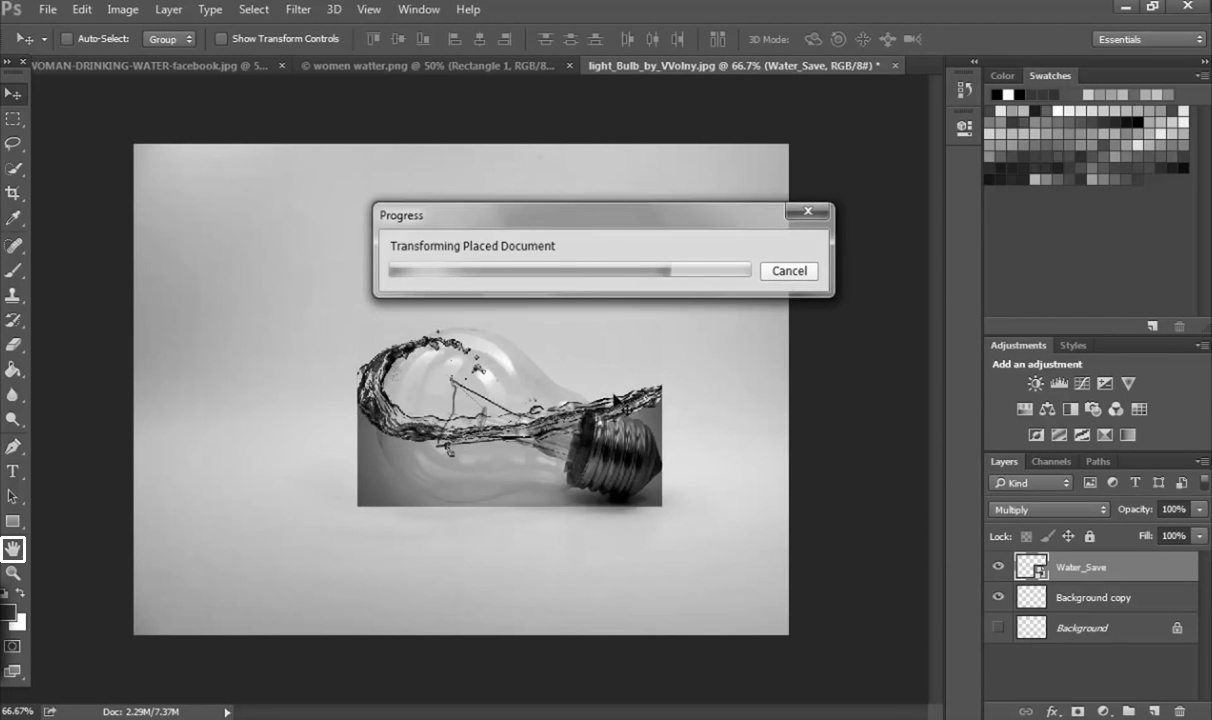 Ps File Edit Image Layer Type Select Filter 3D View Window Help
Auto-Select: Group Show Transform Controls 3D Mode: Essentials
WOMAN-DRINKING-WATER-facebook.jpg @ 5... × © women watter.png @ 50% (Rectangle 1, RGB/8... × light_Bulb_by_VVolny.jpg @ 66.7% (Water_Save, RGB/8#) * ×
Color Swatches
Progress
Transforming Placed Document
Cancel
Adjustments Styles
Add an adjustment
Layers Channels Paths
Kind
Multiply Opacity: 100%
Lock: Fill: 100%
Water_Save
Background copy
Background
66.67% Doc: 2.29M/7.37M